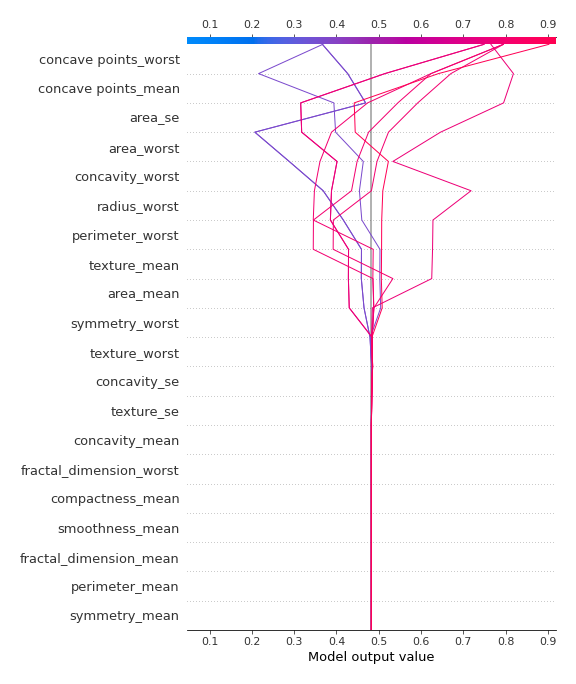 0.1 0.2 0.3 0.4 0.5 0.6 0.7 0.8 0.9
concave points_worst
concave points_mean
area_se
area_worst
concavity_worst
radius_worst
perimeter_worst
texture_mean
area_mean
symmetry_worst
texture_worst
concavity_se
texture_se
concavity_mean
fractal_dimension_worst
compactness_mean
smoothness_mean
fractal_dimension_mean
perimeter_mean
symmetry_mean
0.1 0.2 0.3 0.4 0.5 0.6 0.7 0.8 0.9
Model output value